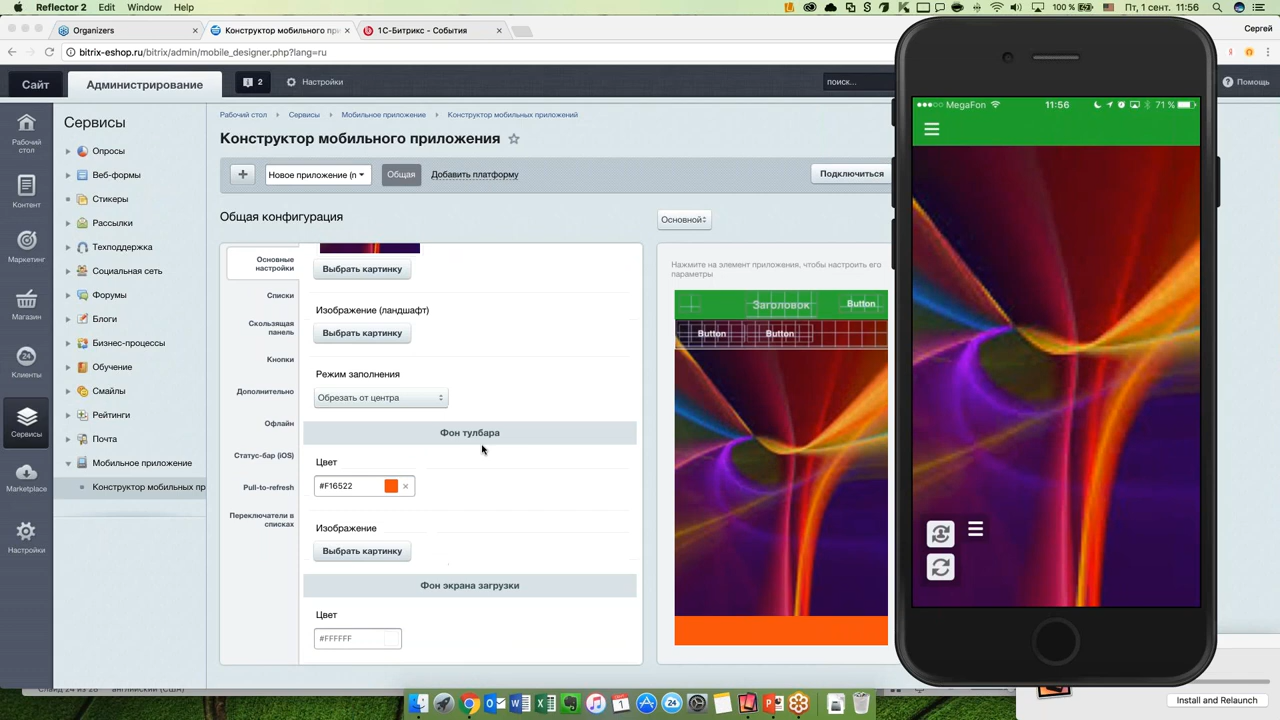 Reflector 2 Edit Window Help
100 % Пт, 1 сент. 11:56
Organizers
Конструктор мобильного пр
1С-Битрикс - События
Сергей
bitrix-eshop.ru/bitrix/admin/mobile_designer.php?lang=ru
Сайт
Администрирование
2
Настройки
поиск...
Помощь
Рабочий стол
Контент
Маркетинг
Магазин
24
Клиенты
Сервисы
Marketplace
Настройки
Сервисы
Опросы
Веб-формы
Стикеры
Рассылки
Техподдержка
Социальная сеть
Форумы
Блоги
Бизнес-процессы
Обучение
Смайлы
Рейтинги
Почта
Мобильное приложение
Конструктор мобильных пр
Рабочий стол Сервисы Мобильное приложение Конструктор мобильных приложений
Конструктор мобильного приложения
Новое приложение (п
Общая
Добавить платформу
Подключиться
Общая конфигурация
Основной
Основные настройки
Списки
Скользящая панель
Кнопки
Дополнительно
Офлайн
Статус-бар (iOS)
Pull-to-refresh
Переключатели в списках
Выбрать картинку
Изображение (ландшафт)
Выбрать картинку
Режим заполнения
Обрезать от центра
Фон тулбара
Цвет
#F16522
Изображение
Выбрать картинку
Фон экрана загрузки
Цвет
#FFFFFF
Нажмите на элемент приложения, чтобы настроить его
параметры
Заголовок
Button
Button
Button
MegaFon
11:56
71 %
Слайд 24 из 28 английский (США)
Install and Relaunch